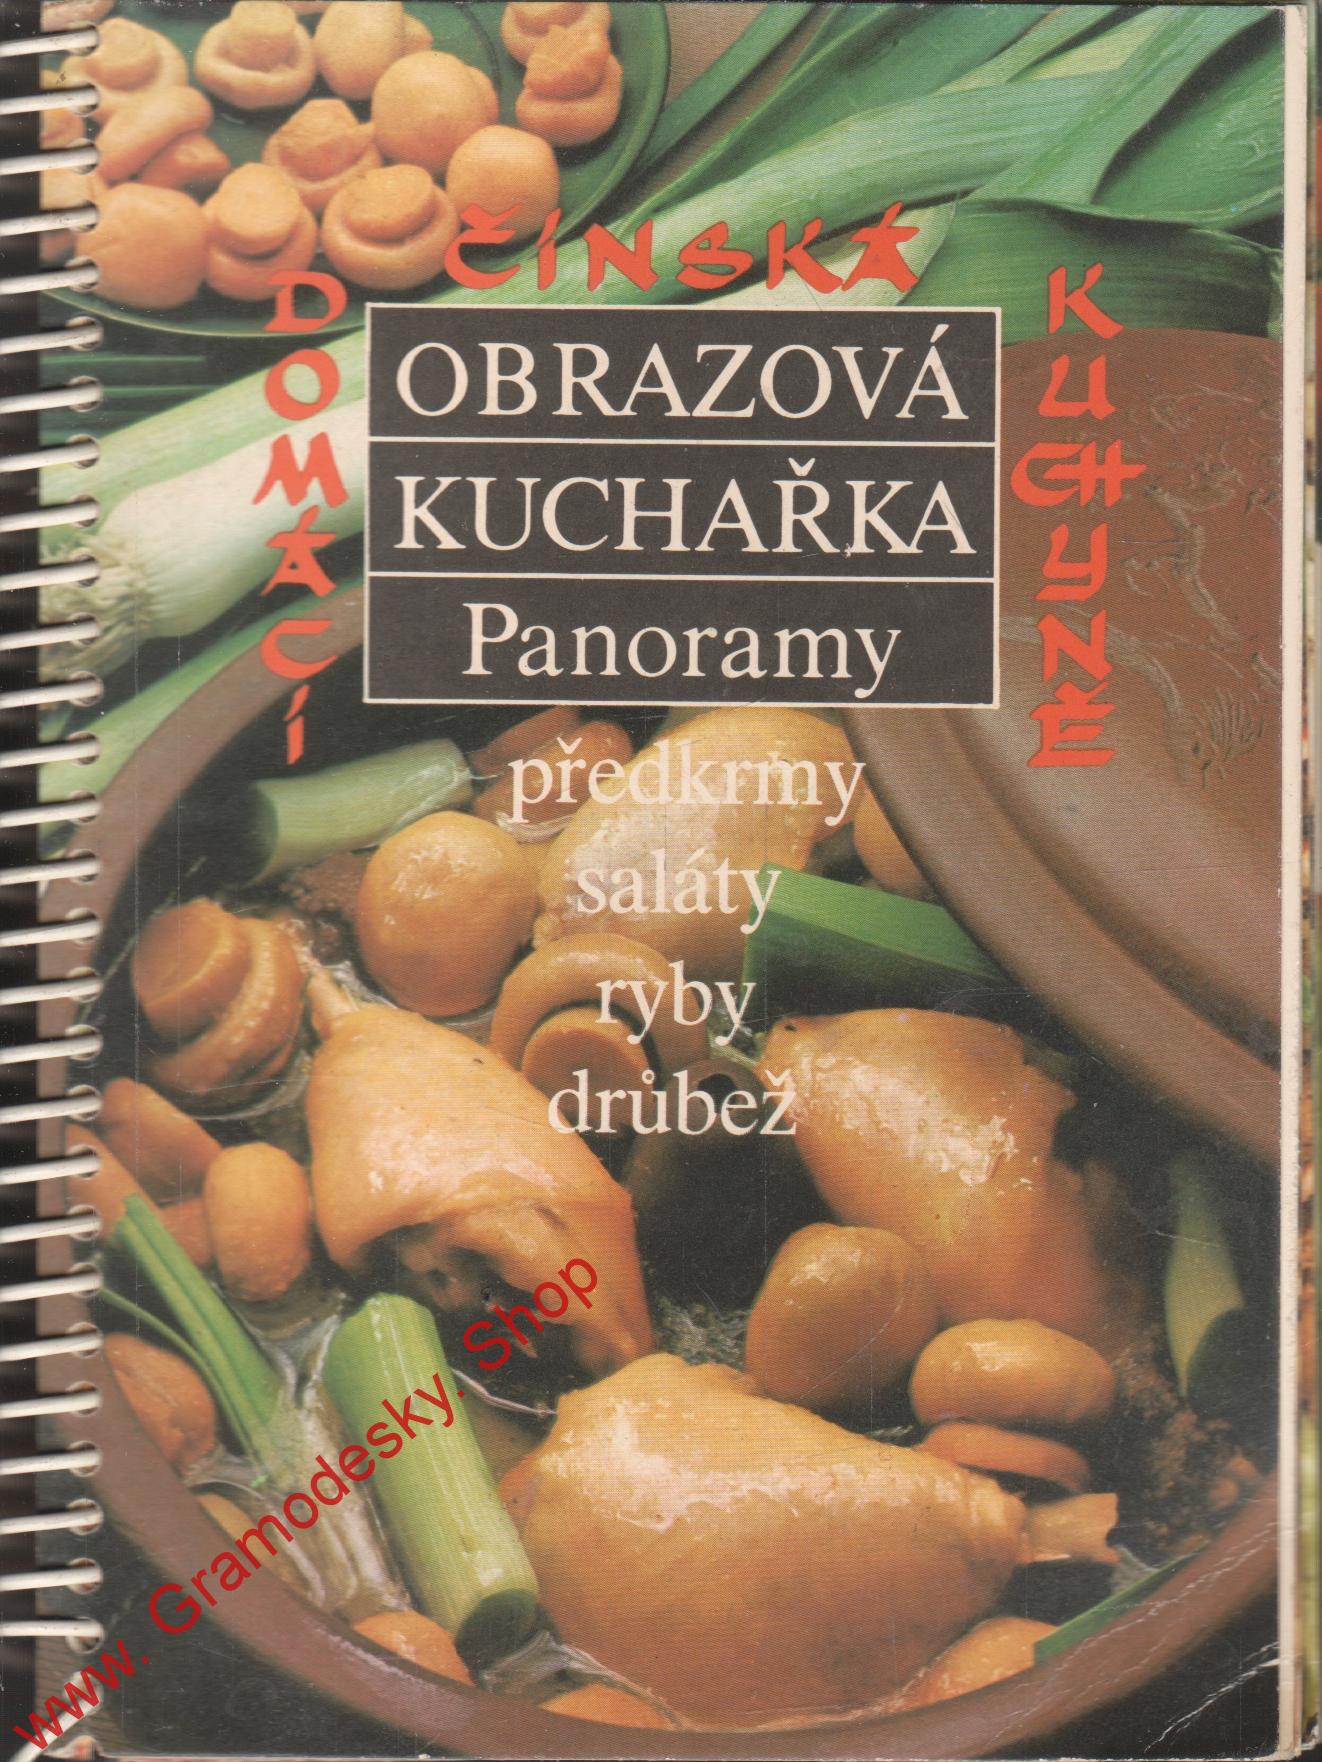 DOMÁCÍ
ČÍNSKÁ
KUCHYNĚ
OBRAZOVÁ
KUCHAŘKA
Panoramy
předkrmy
saláty
ryby
drůbež
www. Gramodesky. Shop